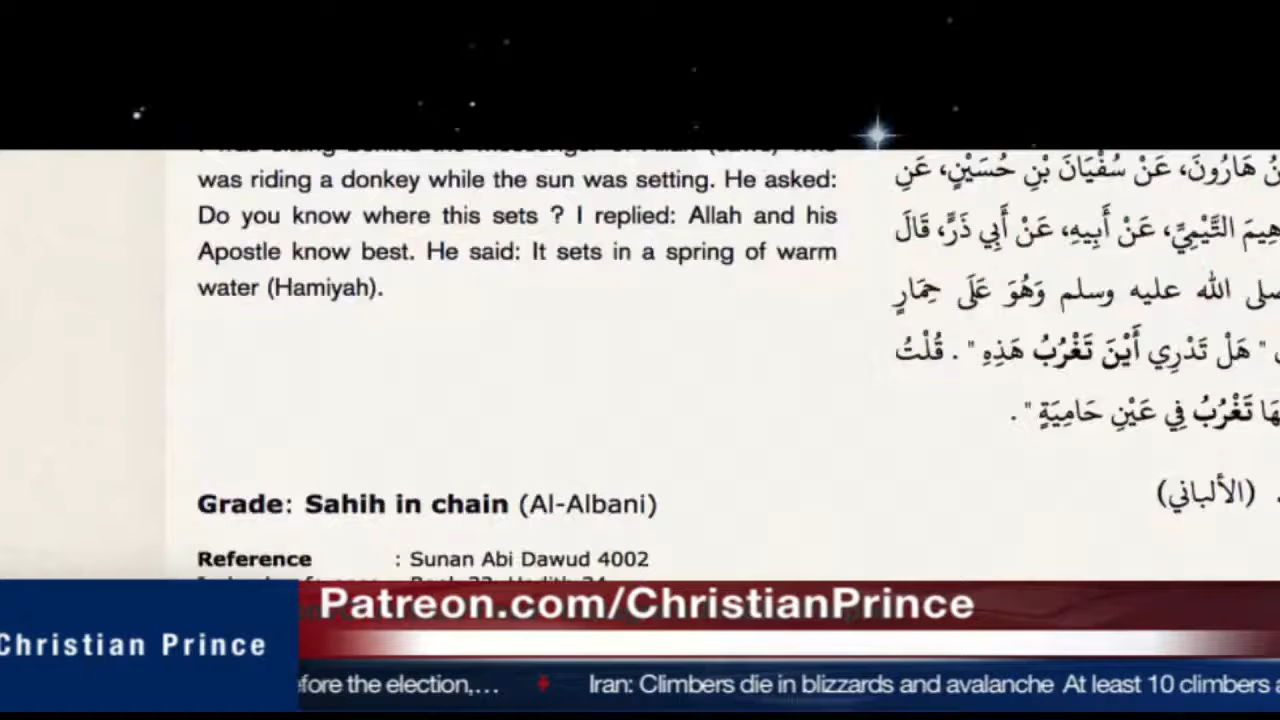 was riding a donkey while the sun was setting. He asked:
Do you know where this sets ? I replied: Allah and his
Apostle know best. He said: It sets in a spring of warm
water (Hamiyah).
هَارُونَ، عَنْ سُفْيَانَ بْنِ حُسَيْنٍ، عَنِ
التَّيْمِيِّ، عَنْ أَبِيهِ، عَنْ أَبِي ذَرٍّ، قَالَ
الله عليه وسلم وَهُوَ عَلَى حِمَارٍ
" هَلْ تَدْرِي أَيْنَ تَغْرُبُ هَذِهِ " . قُلْتُ
تَغْرُبُ فِي عَيْنِ حَامِيَةٍ " .
Grade: Sahih in chain (Al-Albani)
(الألباني) .
Reference : Sunan Abi Dawud 4002
Patreon.com/ChristianPrince
Christian Prince
the election,... Iran: Climbers die in blizzards and avalanche At least 10 climbers